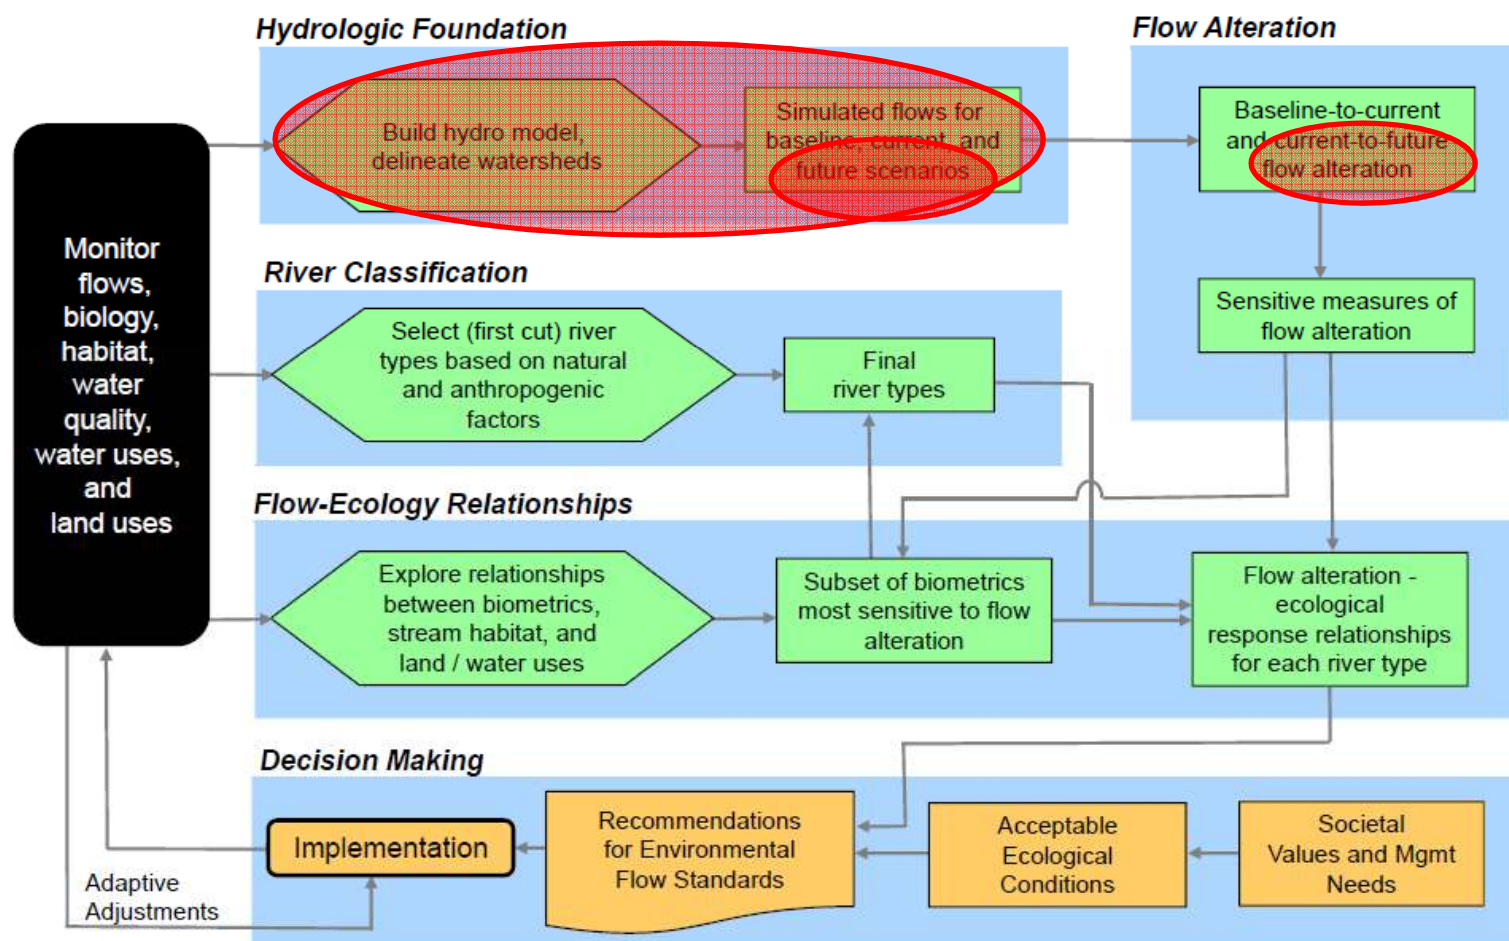 Hydrologic Foundation
Flow Alteration
Build hydro model,
delineate watersheds
Simulated flows for
baseline, current, and
future scenarios
Baseline-to-current
and current-to-future
flow alteration
Monitor
flows,
biology,
habitat,
water
quality,
water uses,
and
land uses
River Classification
Select (first cut) river
types based on natural
and anthropogenic
factors
Final
river types
Sensitive measures of
flow alteration
Flow-Ecology Relationships
Explore relationships
between biometrics,
stream habitat, and
land / water uses
Subset of biometrics
most sensitive to flow
alteration
Flow alteration -
ecological
response relationships
for each river type
Decision Making
Implementation
Recommendations
for Environmental
Flow Standards
Acceptable
Ecological
Conditions
Societal
Values and Mgmt
Needs
Adaptive
Adjustments